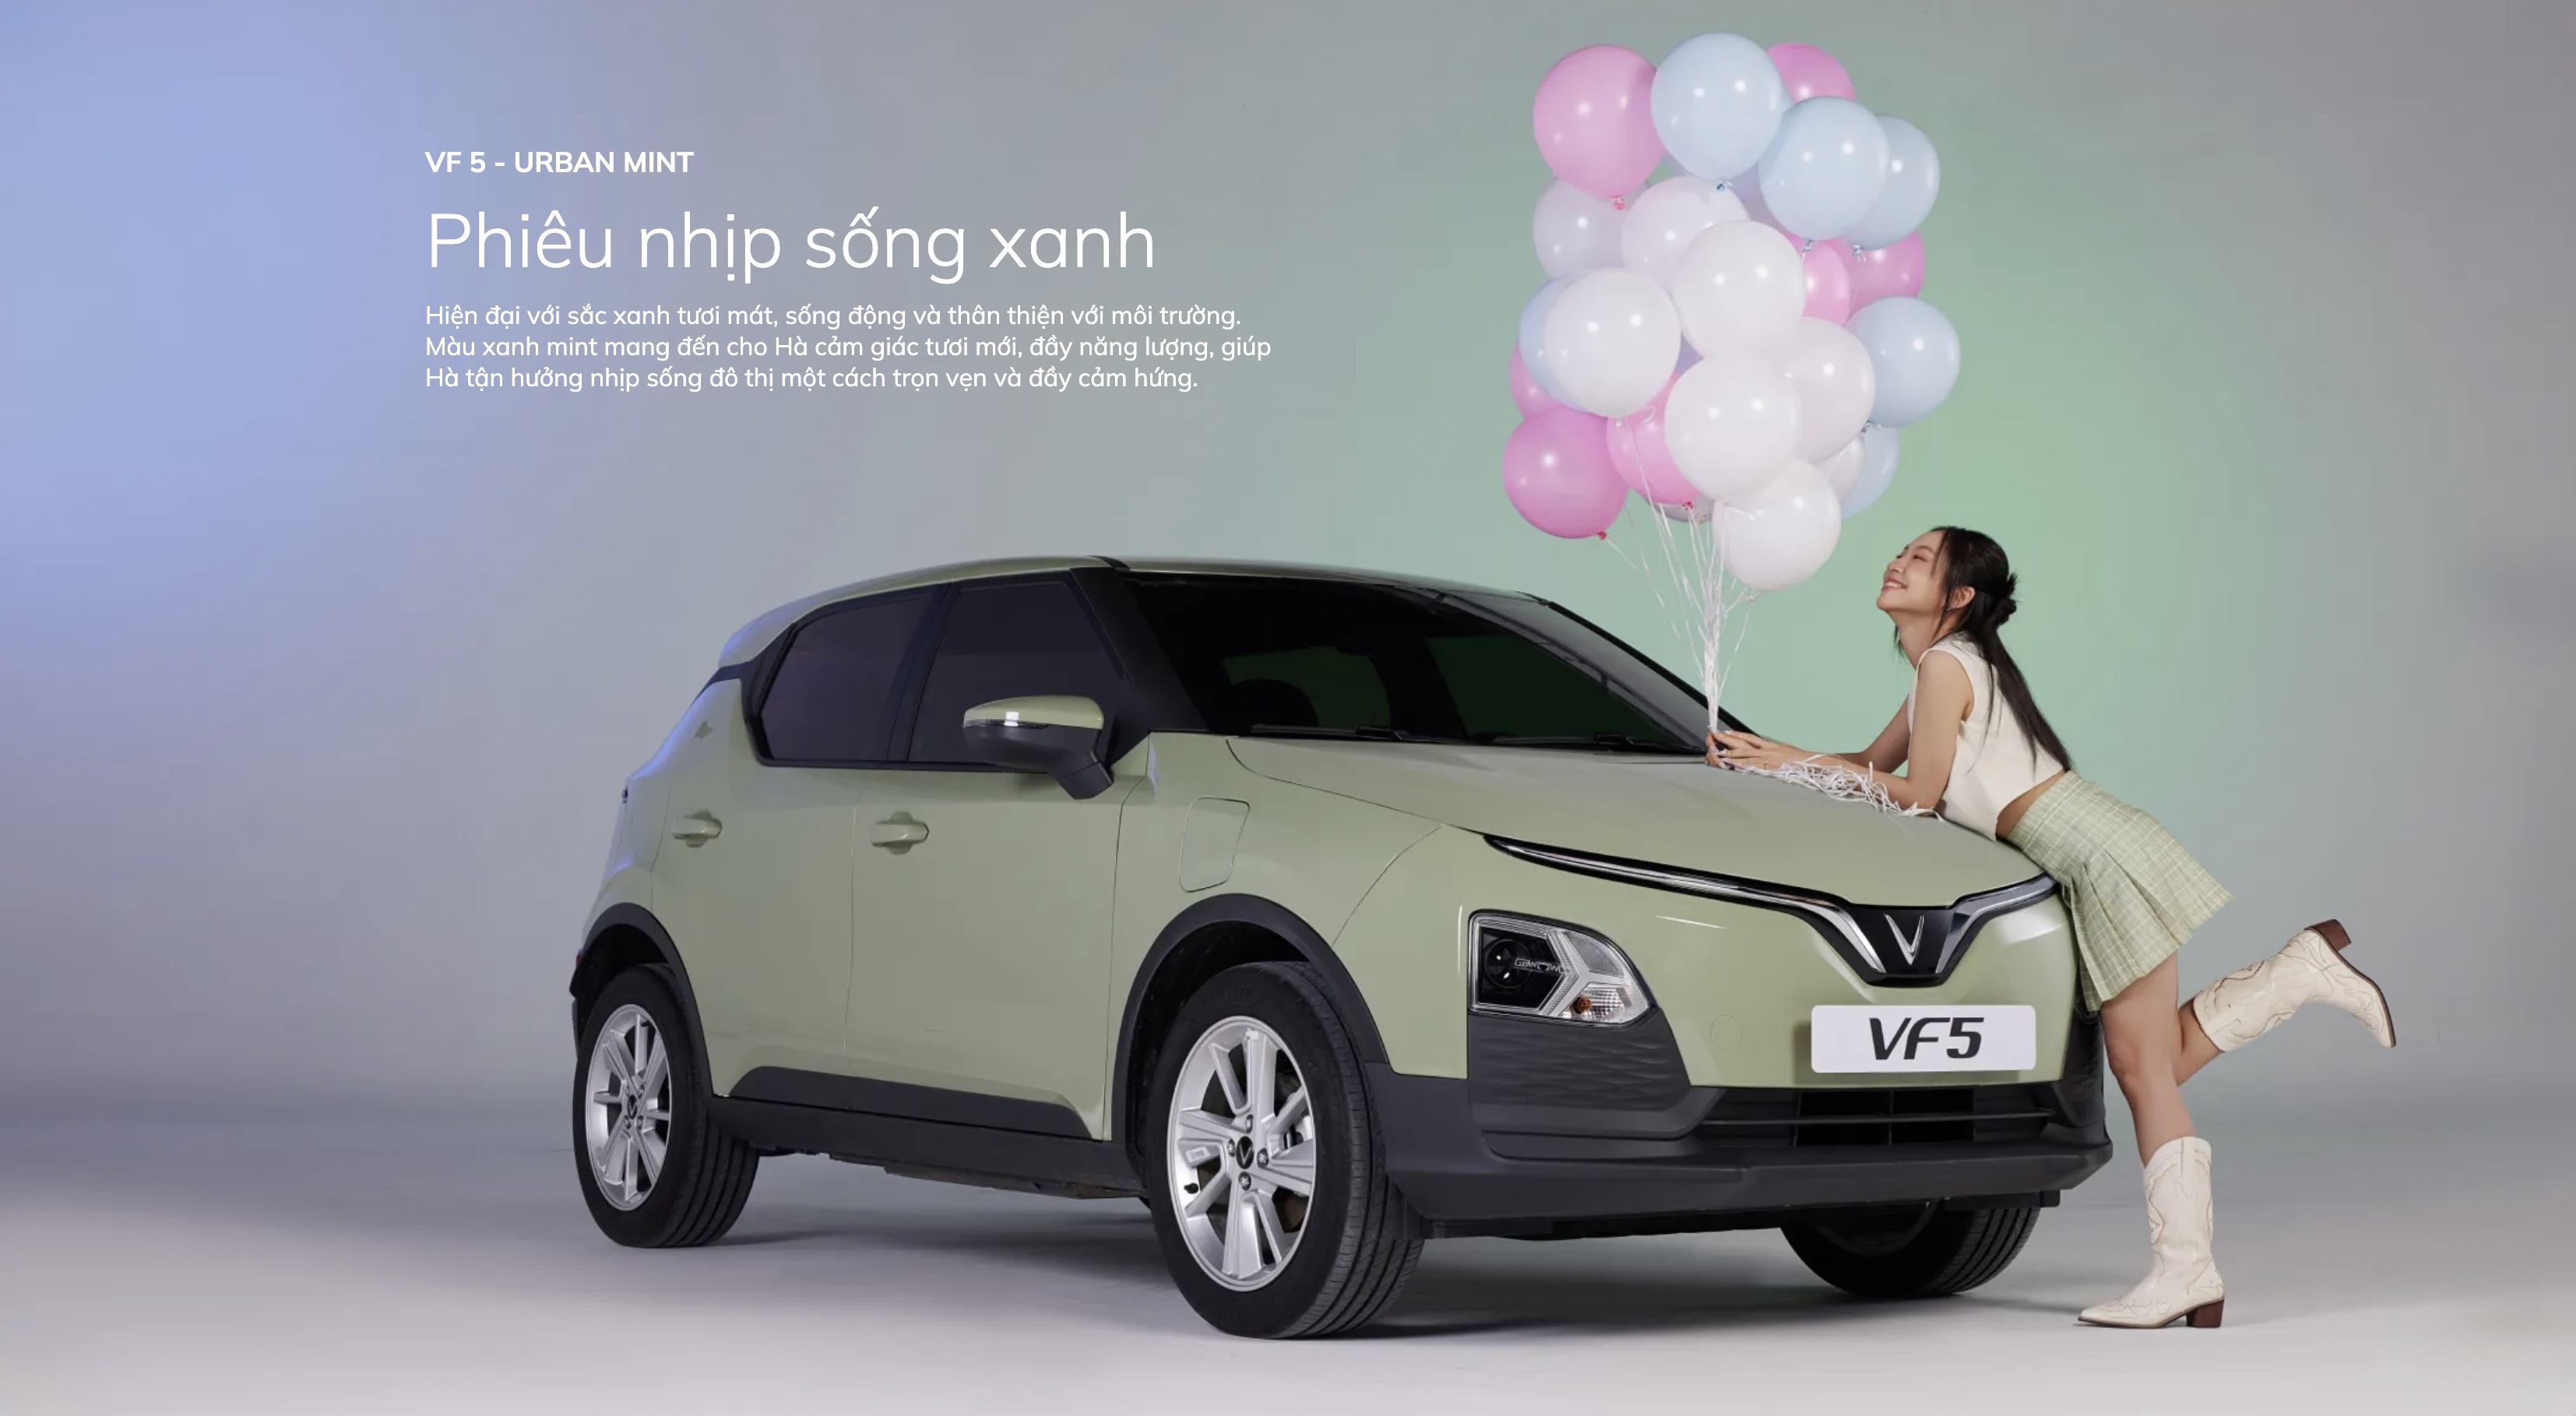 VF 5 - URBAN MINT
Phiêu nhịp sống xanh
Hiện đại với sắc xanh tươi mát, sống động và thân thiện với môi trường.
Màu xanh mint mang đến cho Hà cảm giác tươi mới, đầy năng lượng, giúp
Hà tận hưởng nhịp sống đô thị một cách trọn vẹn và đầy cảm hứng.
VF5